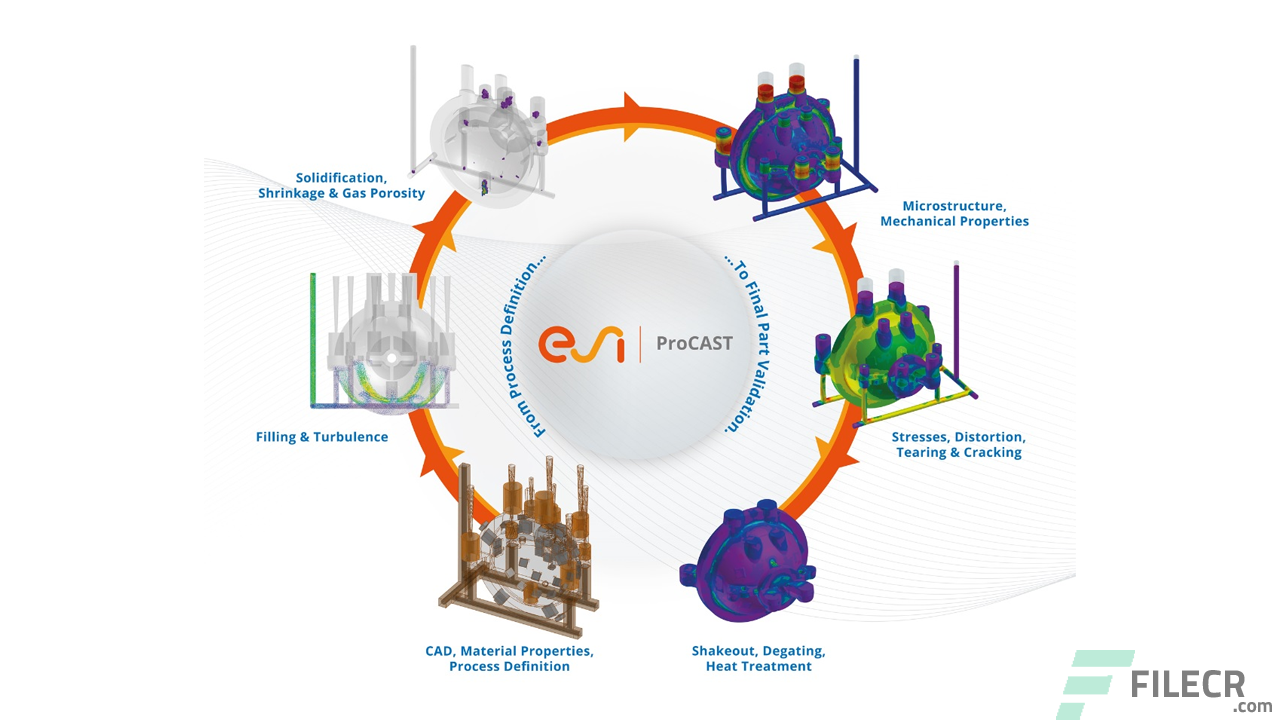 Solidification,
Shrinkage & Gas Porosity
Microstructure,
Mechanical Properties
From Process Definition...
...To Final Part Validation.
esi
ProCAST
Filling & Turbulence
Stresses, Distortion,
Tearing & Cracking
CAD, Material Properties,
Process Definition
Shakeout, Degating,
Heat Treatment
FILECR
.com